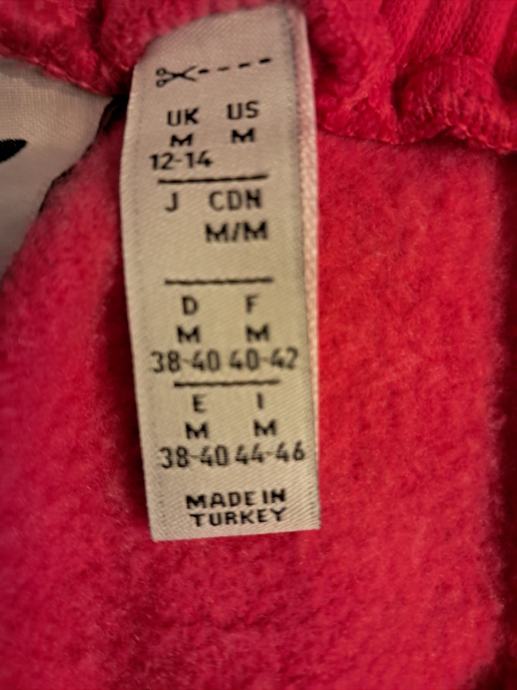 UK US
M M
12-14
J CDN
M/M
D F
M M
38-40 40-42
E I
M M
38-40 44-46
MADE IN
TURKEY